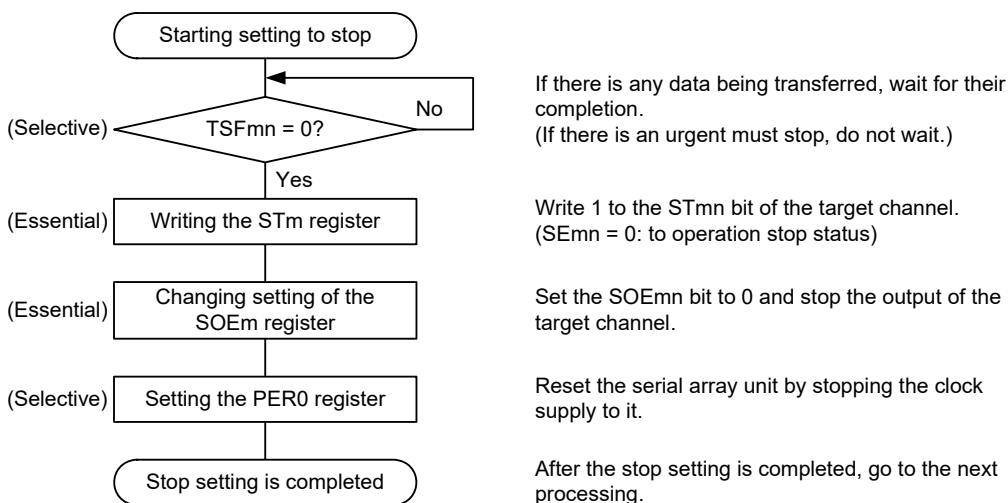 Starting setting to stop
If there is any data being transferred, wait for their
completion.
(If there is an urgent must stop, do not wait.)
No
(Selective)
TSFmn = 0?
Yes
(Essential)
Writing the STm register
Write 1 to the STmn bit of the target channel.
(SEmn = 0: to operation stop status)
(Essential)
Changing setting of the
SOEm register
Set the SOEmn bit to 0 and stop the output of the
target channel.
(Selective)
Setting the PER0 register
Reset the serial array unit by stopping the clock
supply to it.
Stop setting is completed
After the stop setting is completed, go to the next
processing.